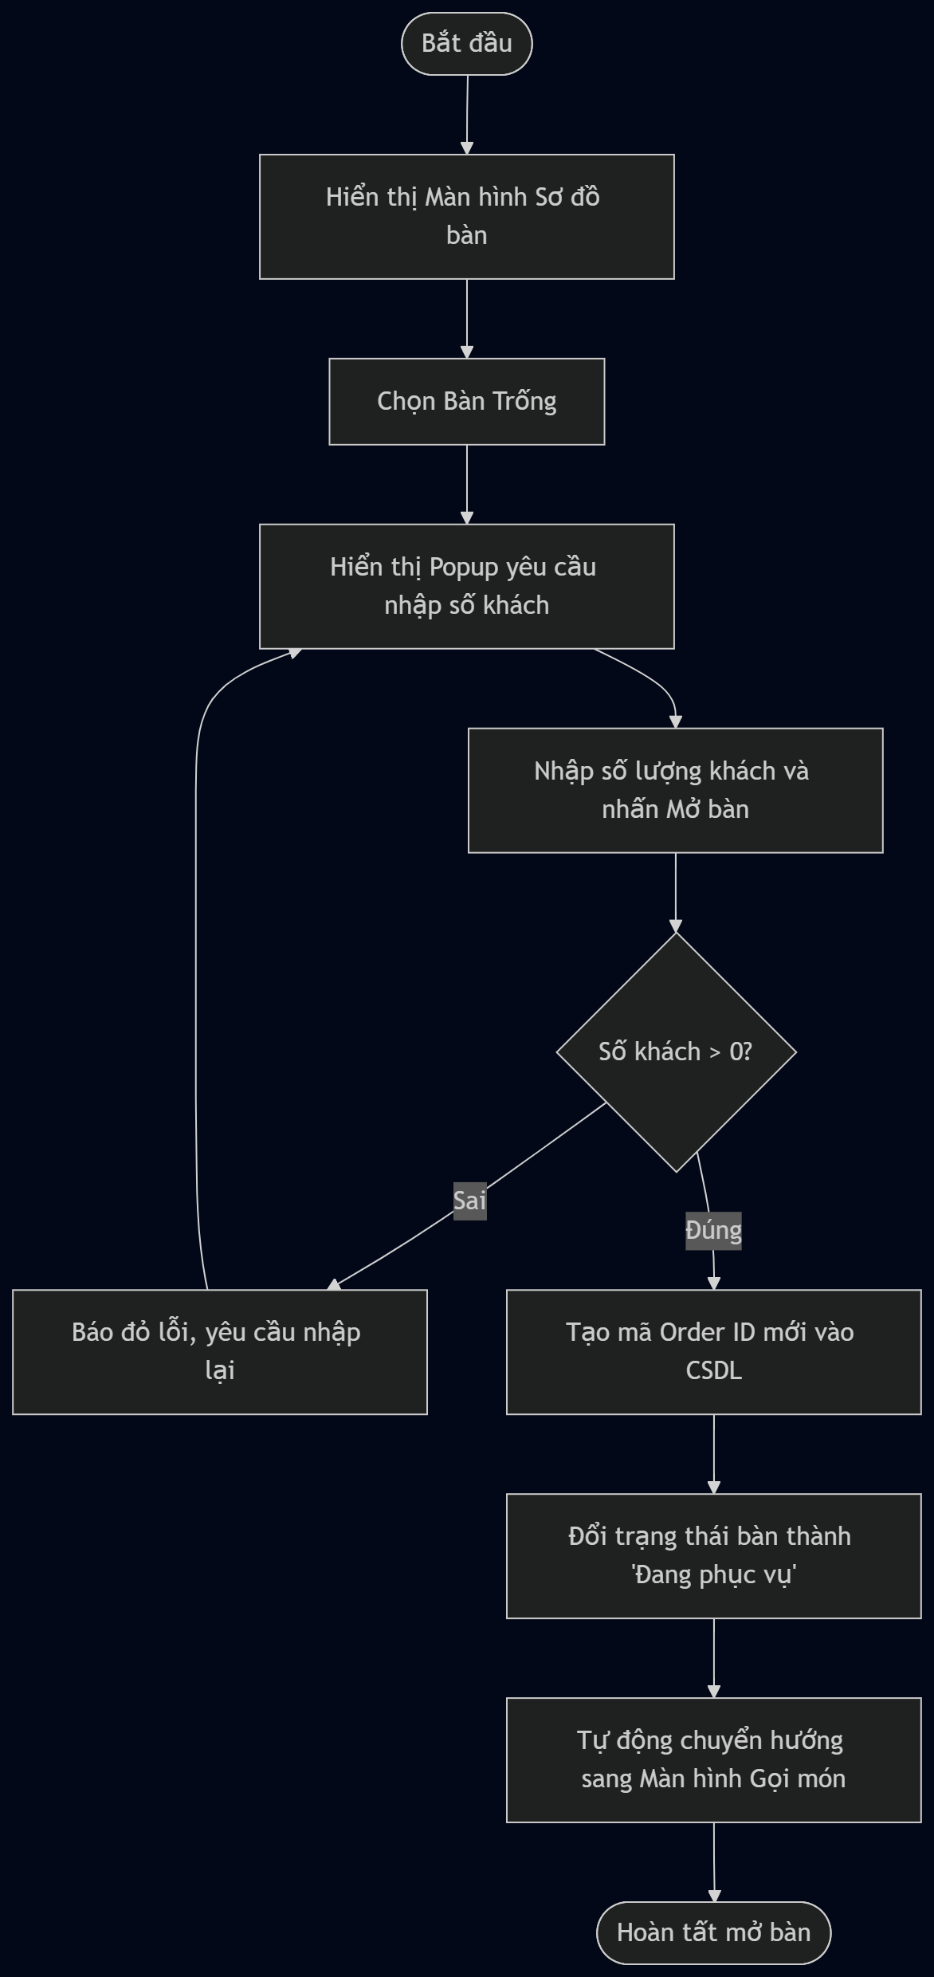 Bắt đầu
Hiển thị Màn hình Sơ đồ
bàn
Chọn Bàn Trống
Hiển thị Popup yêu cầu
nhập số khách
Nhập số lượng khách và
nhấn Mở bàn
Số khách > 0?
Sai
Đúng
Báo đỏ lỗi, yêu cầu nhập
lại
Tạo mã Order ID mới vào
CSDL
Đổi trạng thái bàn thành
'Đang phục vụ'
Tự động chuyển hướng
sang Màn hình Gọi món
Hoàn tất mở bàn